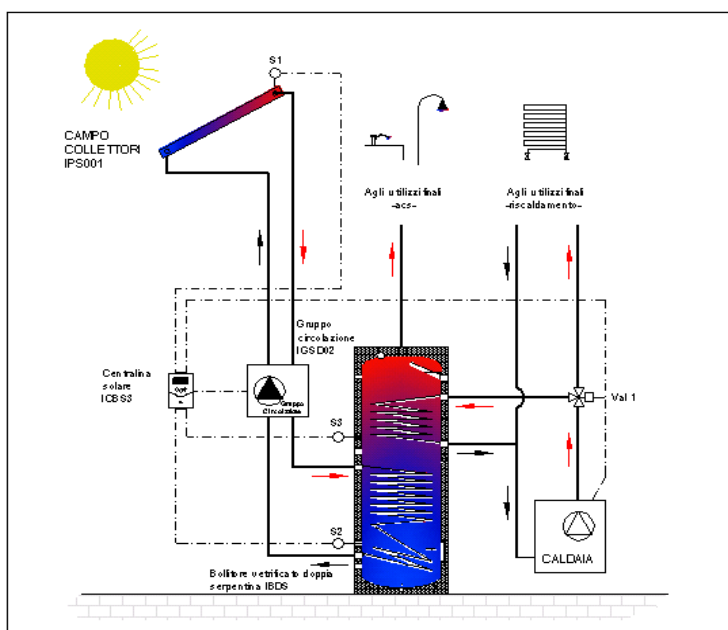 S1
CAMPO
COLLETTORI
IPS001
Agli utilizzi finali
-acs-
Agli utilizzi finali
-riscaldamento-
Gruppo
circolazione
IGSD02
Centralina
solare
ICBS3
Gruppo
Circolazione
S3
Val 1
S2
CALDAIA
Bollitore vetrificato doppia
serpentina IBDS